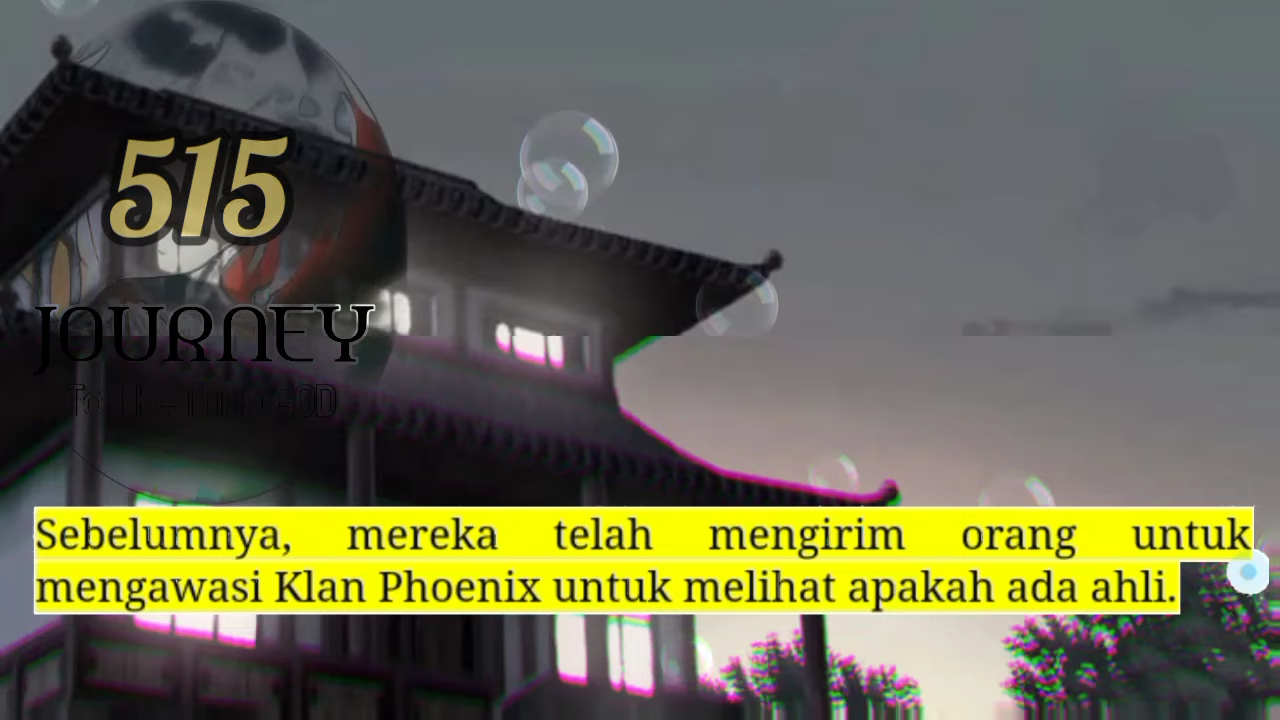 515
JOURNEY
Sebelumnya, mereka telah mengirim orang untuk
mengawasi Klan Phoenix untuk melihat apakah ada ahli.